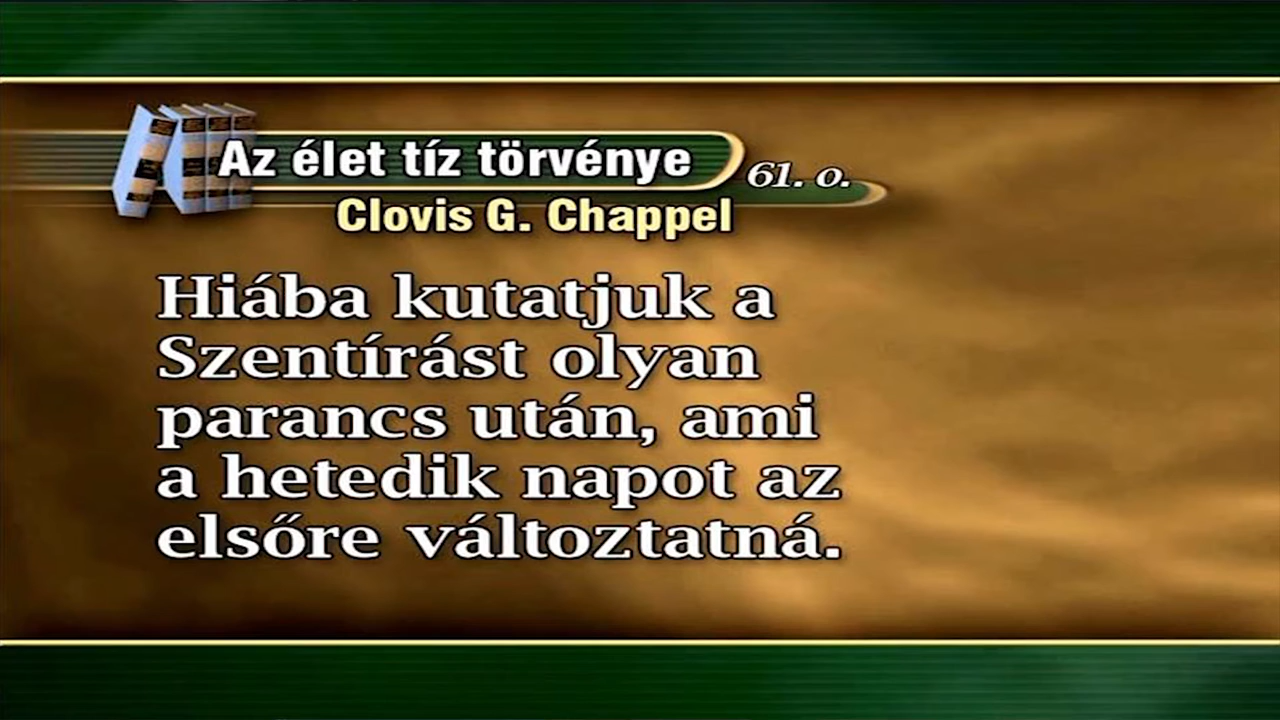 Az élet tíz törvénye
61. o.
Clovis G. Chappel
Hiába kutatjuk a
Szentírást olyan
parancs után, ami
a hetedik napot az
elsőre változtatná.